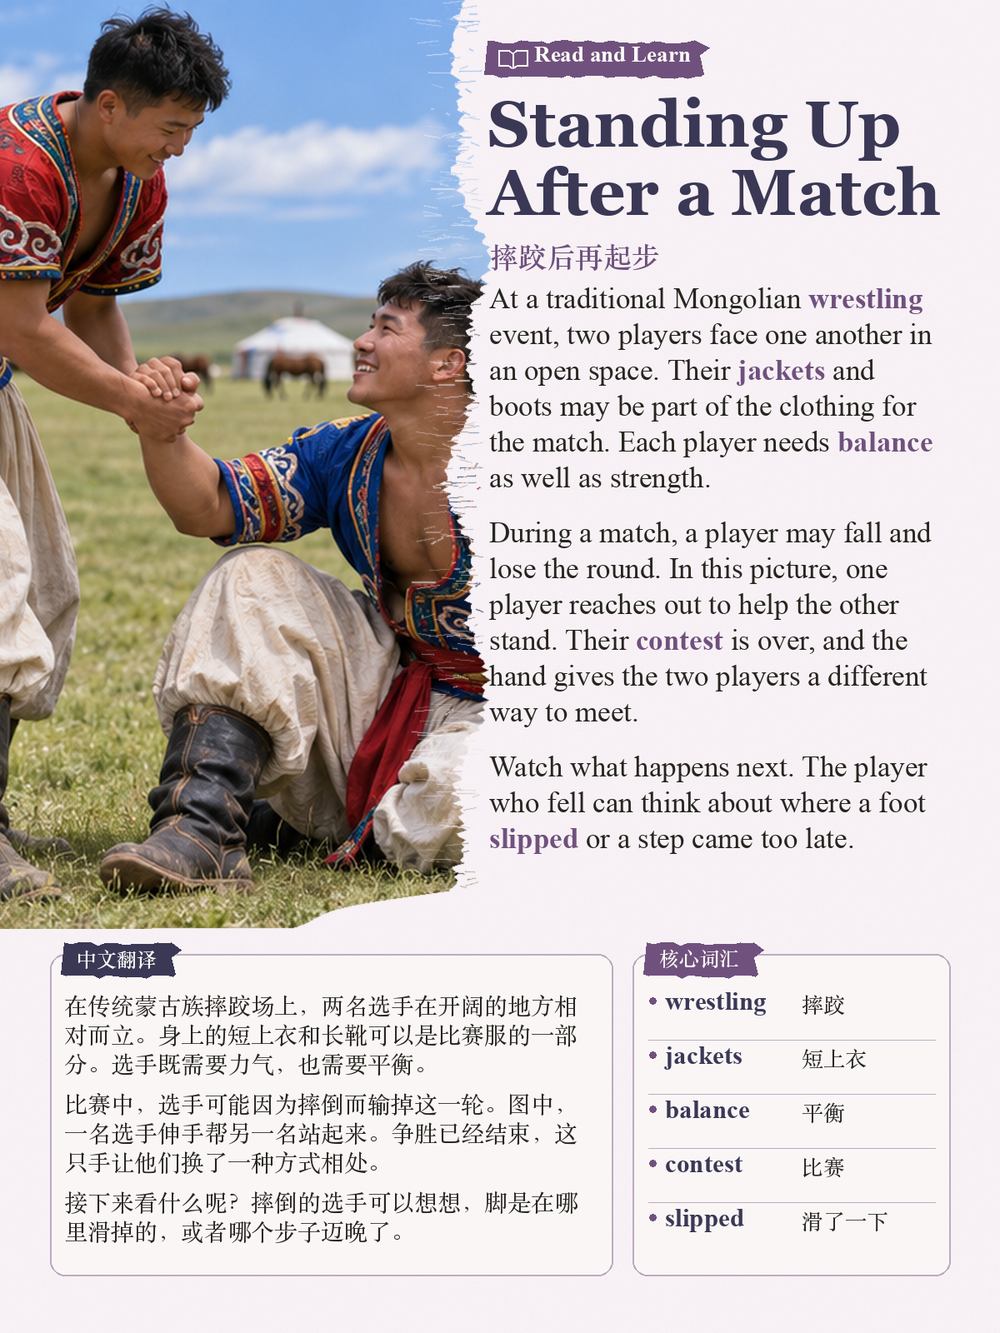 Read and Learn
Standing Up
After a Match
摔跤后再起步
At a traditional Mongolian wrestling
event, two players face one another in
an open space. Their jackets and
boots may be part of the clothing for
the match. Each player needs balance
as well as strength.
During a match, a player may fall and
lose the round. In this picture, one
player reaches out to help the other
stand. Their contest is over, and the
hand gives the two players a different
way to meet.
Watch what happens next. The player
who fell can think about where a foot
slipped or a step came too late.
中文翻译
在传统蒙古族摔跤场上，两名选手在开阔的地方相
对而立。身上的短上衣和长靴可以是比赛服的一部
分。选手既需要力气，也需要平衡。
比赛中，选手可能因为摔倒而输掉这一轮。图中，
一名选手伸手帮另一名站起来。争胜已经结束，这
只手让他们换了一种方式相处。
接下来看什么呢？摔倒的选手可以想想，脚是在哪
里滑掉的，或者哪个步子迈晚了。
核心词汇
• wrestling 摔跤
• jackets 短上衣
• balance 平衡
• contest 比赛
• slipped 滑了一下